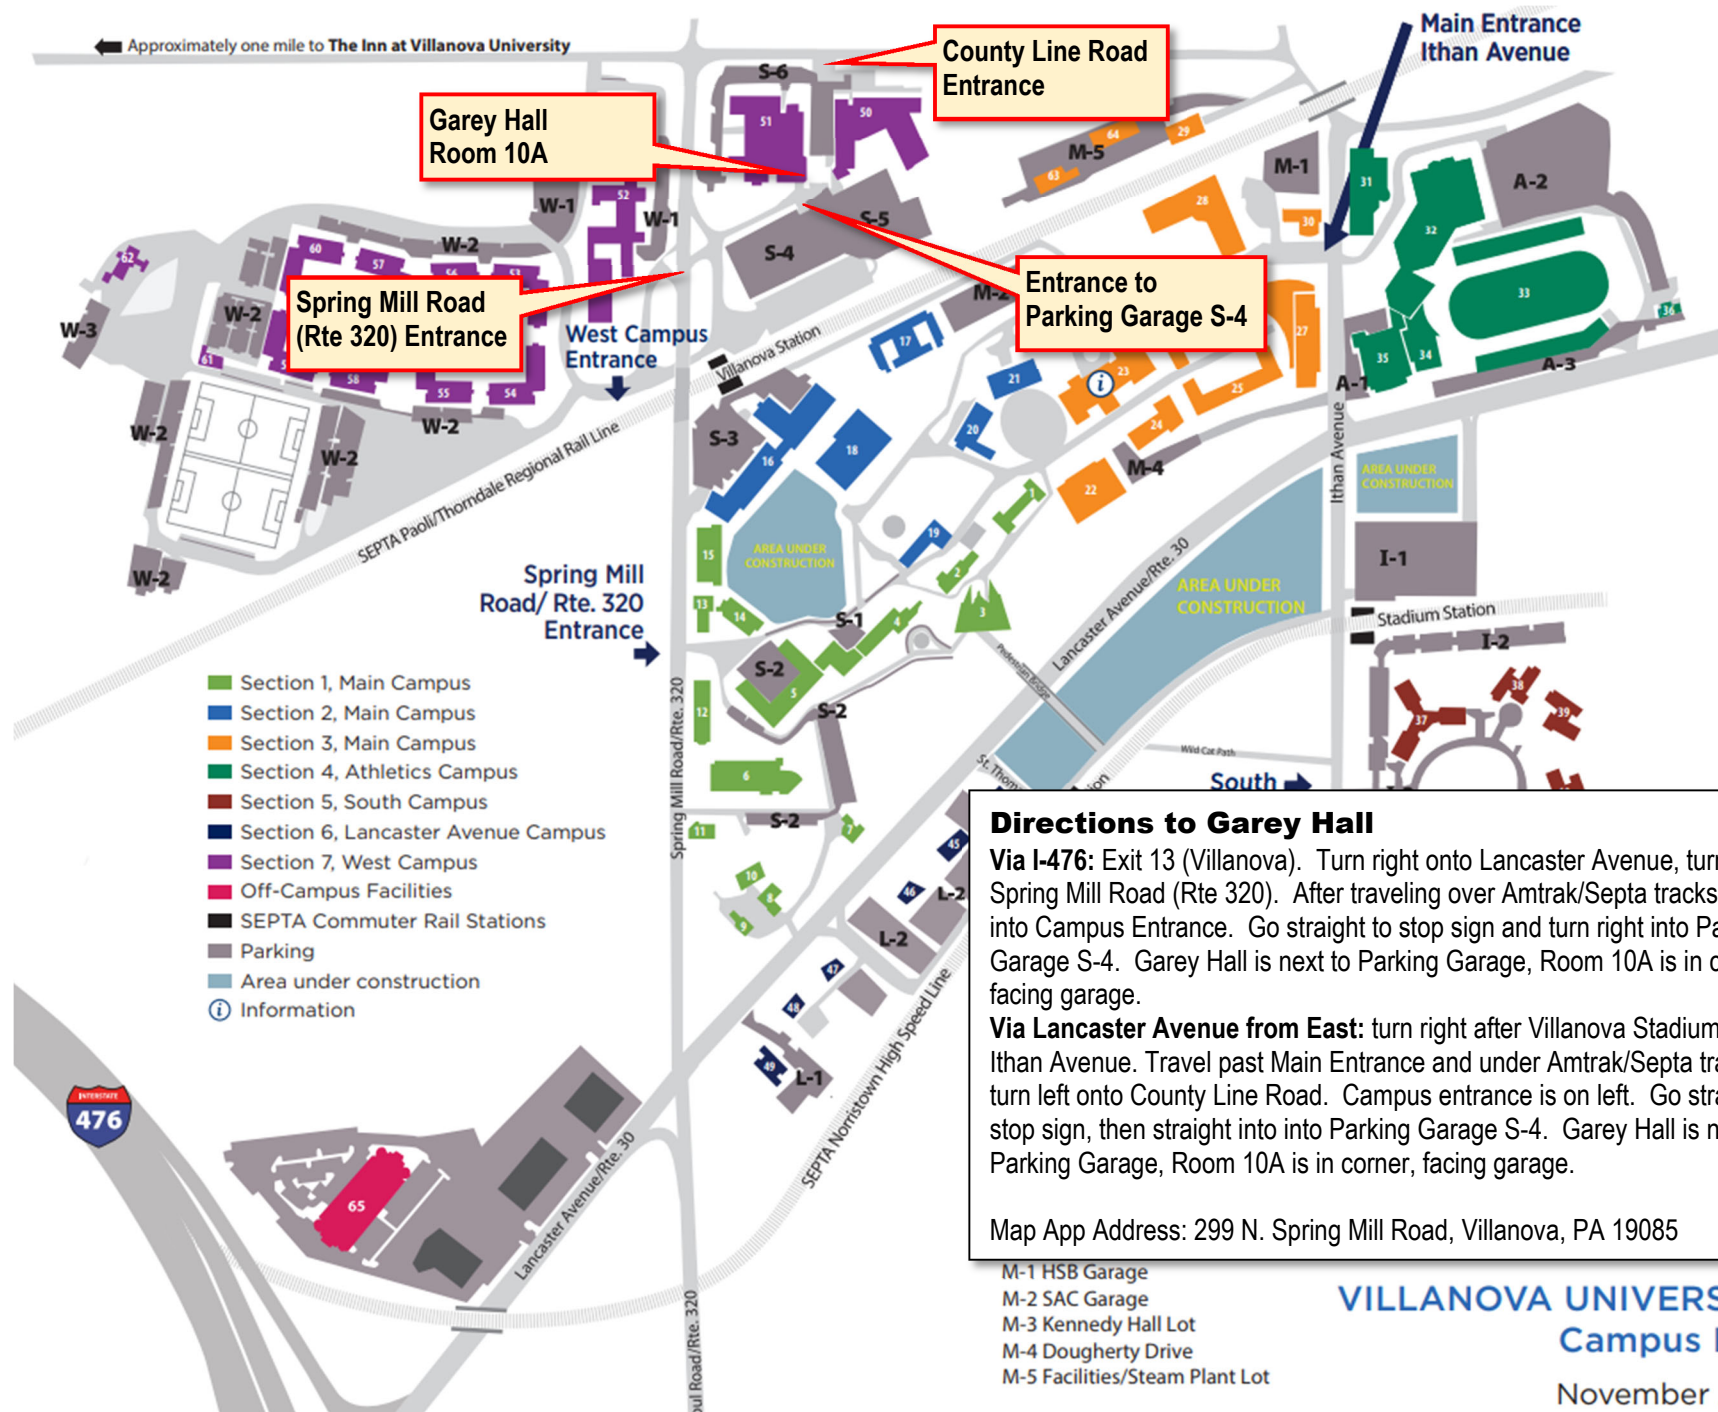 Approximately one mile to The Inn at Villanova University
County Line Road
Entrance
Main Entrance
Ithan Avenue
Garey Hall
Room 10A
S-6
51
50
64
29
M-5
63
M-1
31
A-2
W-1
52
W-1
S-5
S-4
28
30
32
62
60
57
W-2
56
53
Spring Mill Road
(Rte 320) Entrance
Entrance to
Parking Garage S-4
M-2
33
36
W-3
W-2
61
58
55
54
West Campus
Entrance
Villanova Station
17
21
23
27
35
34
A-1
A-3
25
W-2
W-2
W-2
W-2
S-3
16
18
20
24
M-4
22
Ithan Avenue
AREA UNDER
CONSTRUCTION
SEPTA Paoli/Thorndale Regional Rail Line
1
19
2
3
15
AREA UNDER
CONSTRUCTION
I-1
Lancaster Avenue/Rte. 30
AREA UNDER
CONSTRUCTION
Spring Mill
Road/ Rte. 320
Entrance
13
14
S-1
4
Stadium Station
I-2
S-2
5
Pedestrian Bridge
12
S-2
Spring Mill Road/Rte. 320
37
38
39
Wild Cat Path
St. Thom
ion
South
6
S-2
11
7
10
8
9
45
46
L-2
L-2
47
48
49
L-1
SEPTA Norristown High Speed Line
Section 1, Main Campus
Section 2, Main Campus
Section 3, Main Campus
Section 4, Athletics Campus
Section 5, South Campus
Section 6, Lancaster Avenue Campus
Section 7, West Campus
Off-Campus Facilities
SEPTA Commuter Rail Stations
Parking
Area under construction
i Information
INTERSTATE
476
65
Lancaster Avenue/Rte. 30
oul Road/Rte. 320
Directions to Garey Hall
Via I-476: Exit 13 (Villanova). Turn right onto Lancaster Avenue, turn
Spring Mill Road (Rte 320). After traveling over Amtrak/Septa tracks
into Campus Entrance. Go straight to stop sign and turn right into Pa
Garage S-4. Garey Hall is next to Parking Garage, Room 10A is in c
facing garage.
Via Lancaster Avenue from East: turn right after Villanova Stadium
Ithan Avenue. Travel past Main Entrance and under Amtrak/Septa tra
turn left onto County Line Road. Campus entrance is on left. Go stra
stop sign, then straight into into Parking Garage S-4. Garey Hall is n
Parking Garage, Room 10A is in corner, facing garage.
Map App Address: 299 N. Spring Mill Road, Villanova, PA 19085
M-1 HSB Garage
M-2 SAC Garage
M-3 Kennedy Hall Lot
M-4 Dougherty Drive
M-5 Facilities/Steam Plant Lot
VILLANOVA UNIVERS
Campus
November